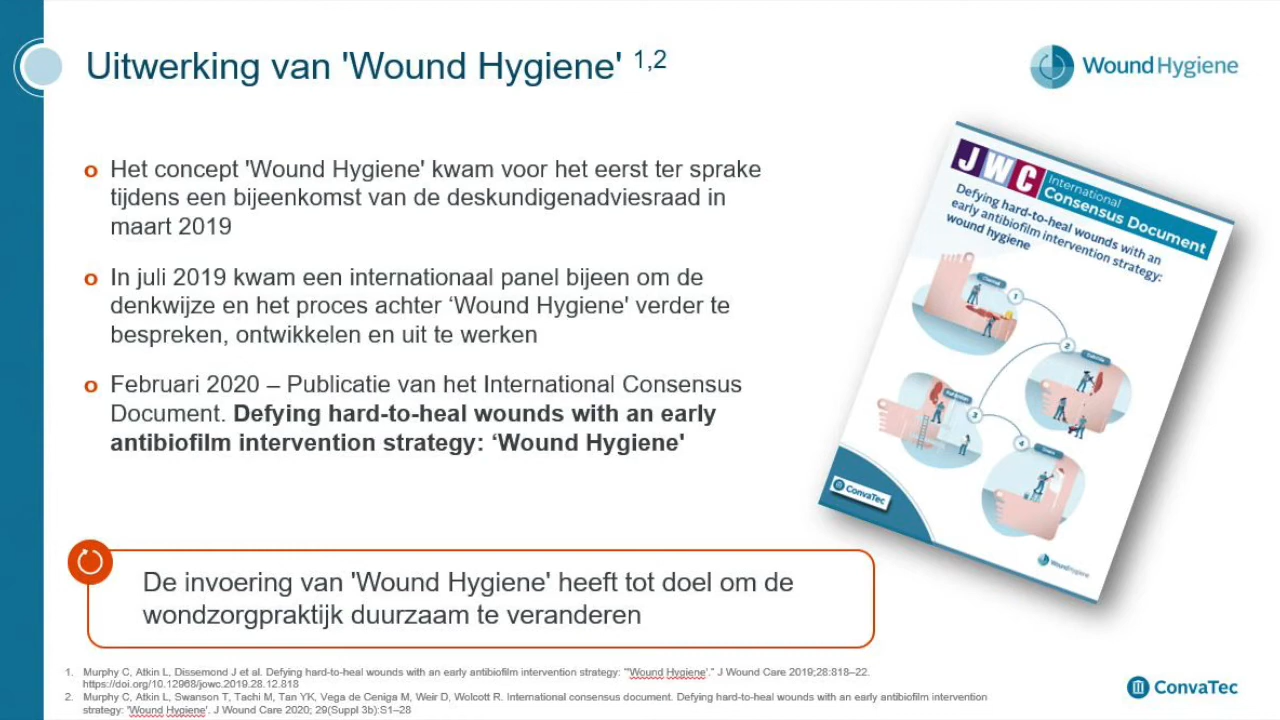 Uitwerking van 'Wound Hygiene' 1,2
WoundHygiene
o Het concept 'Wound Hygiene' kwam voor het eerst ter sprake
tijdens een bijeenkomst van de deskundigenadviesraad in
maart 2019
o In juli 2019 kwam een internationaal panel bijeen om de
denkwijze en het proces achter ‘Wound Hygiene' verder te
bespreken, ontwikkelen en uit te werken
o Februari 2020 – Publicatie van het International Consensus
Document. Defying hard-to-heal wounds with an early
antibiofilm intervention strategy: ‘Wound Hygiene'
JWC
International
Consensus Document
Defying hard-to-heal wounds with an
early antibiofilm intervention strategy:
wound hygiene
1
2
3
4
ConvaTec
WoundHygiene
De invoering van 'Wound Hygiene' heeft tot doel om de
wondzorgpraktijk duurzaam te veranderen
1. Murphy C, Atkin L, Dissemond J et al. Defying hard-to-heal wounds with an early antibiofilm intervention strategy: "'Wound Hygiene'." J Wound Care 2019;28:818–22.
https://doi.org/10.12968/jowc.2019.28.12.818
2. Murphy C, Atkin L, Swanson T, Tachi M, Tan YK, Vega de Ceniga M, Weir D, Wolcott R. International consensus document. Defying hard-to-heal wounds with an early antibiofilm intervention
strategy: 'Wound Hygiene'. J Wound Care 2020; 29(Suppl 3b):S1–28
ConvaTec